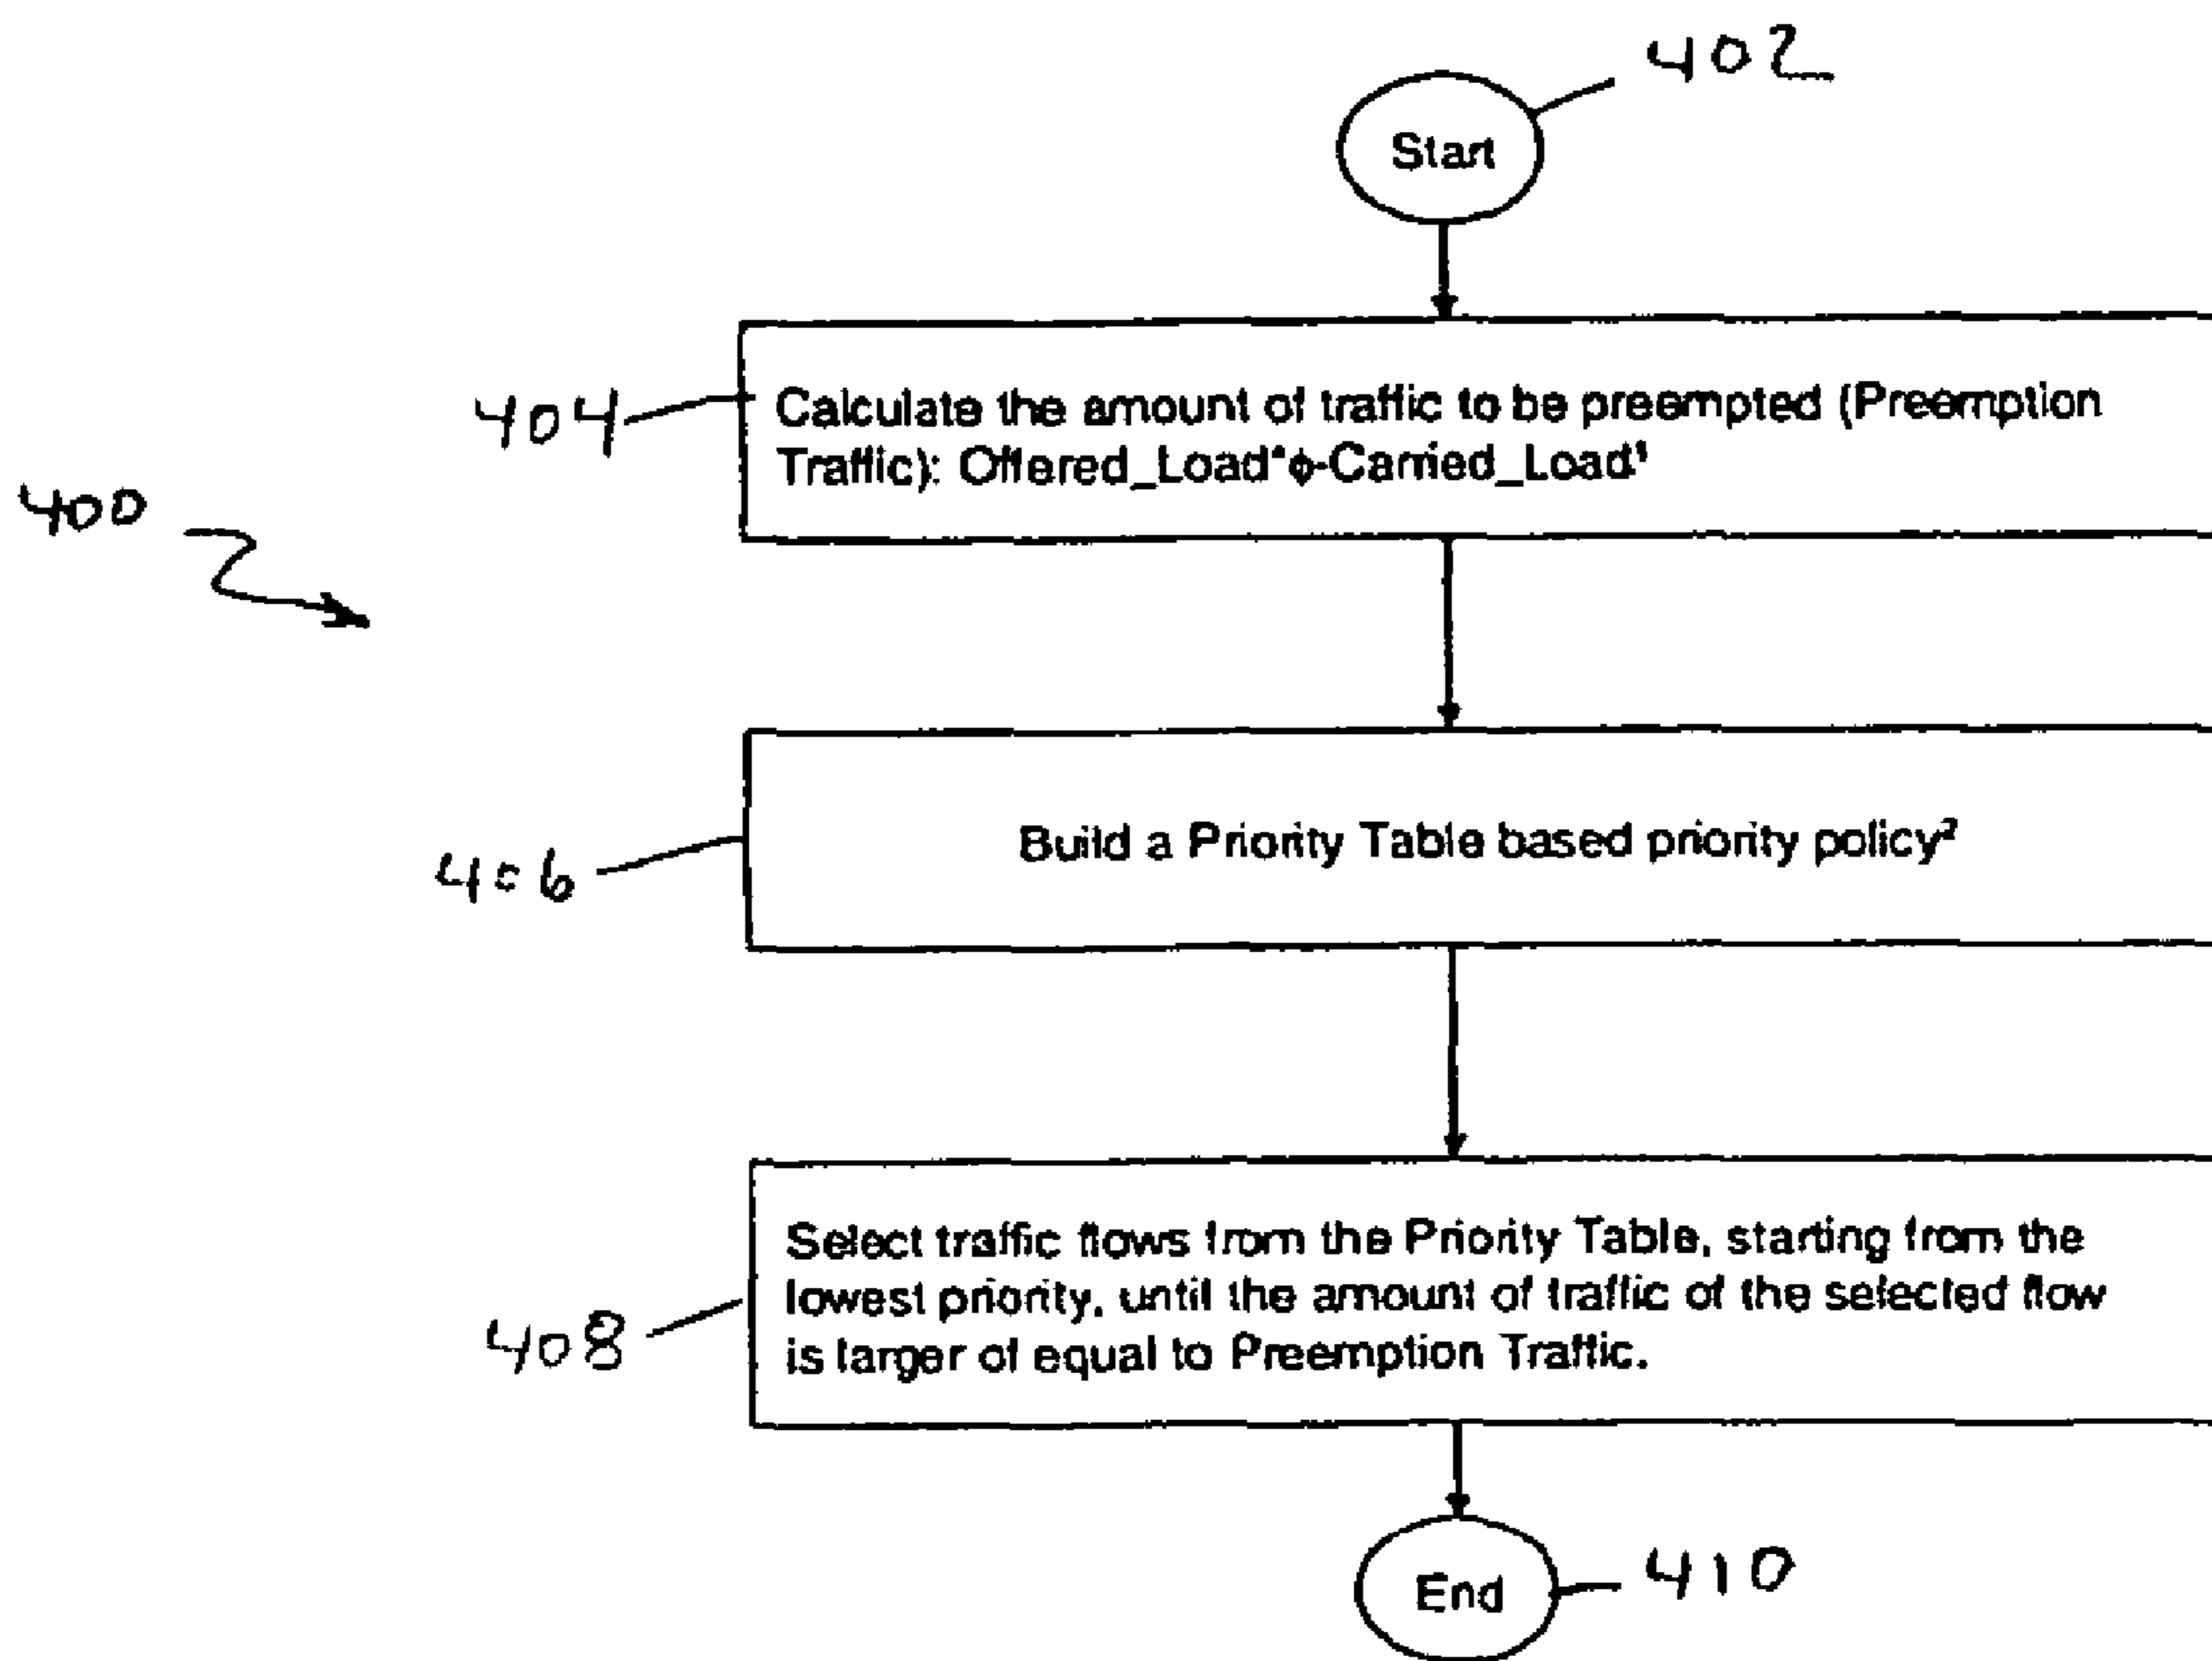 402
Start
404
Calculate the amount of traffic to be preempted (Preemption
Traffic): Offered_Load*ϕ-Carried_Load¹
400
406
Build a Priority Table based priority policy²
Select traffic flows from the Priority Table, starting from the
lowest priority, until the amount of traffic of the selected flow
is larger of equal to Preemption Traffic.
408
End
410